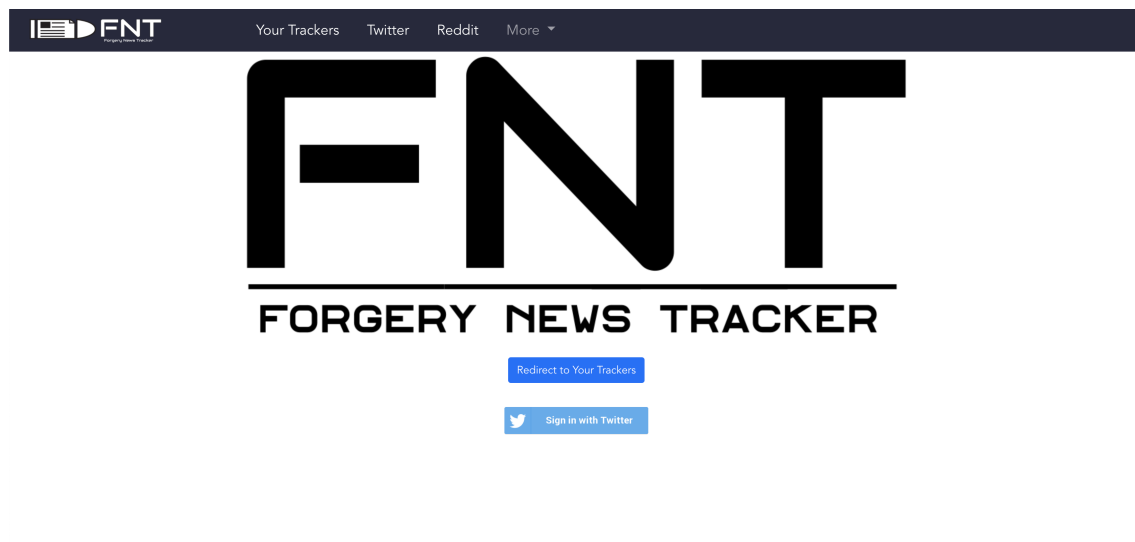 FNT
Forgery News Tracker
Your Trackers Twitter Reddit More
FNT
FORGERY NEWS TRACKER
Redirect to Your Trackers
Sign in with Twitter